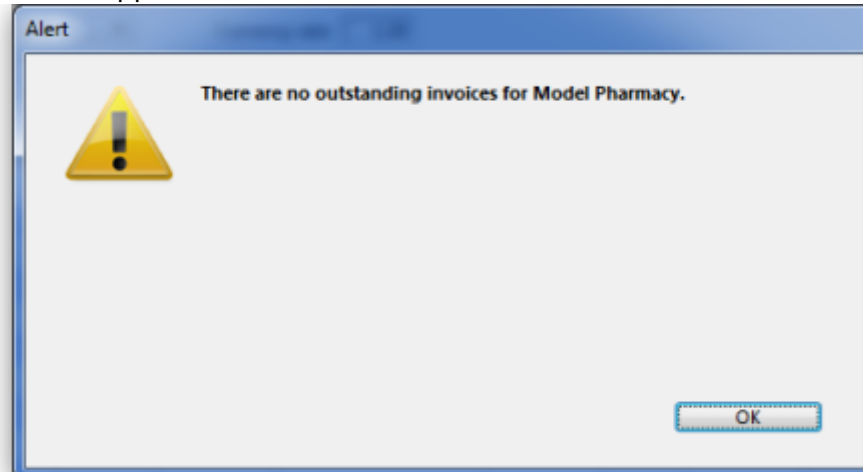 Alert
There are no outstanding invoices for Model Pharmacy.
OK